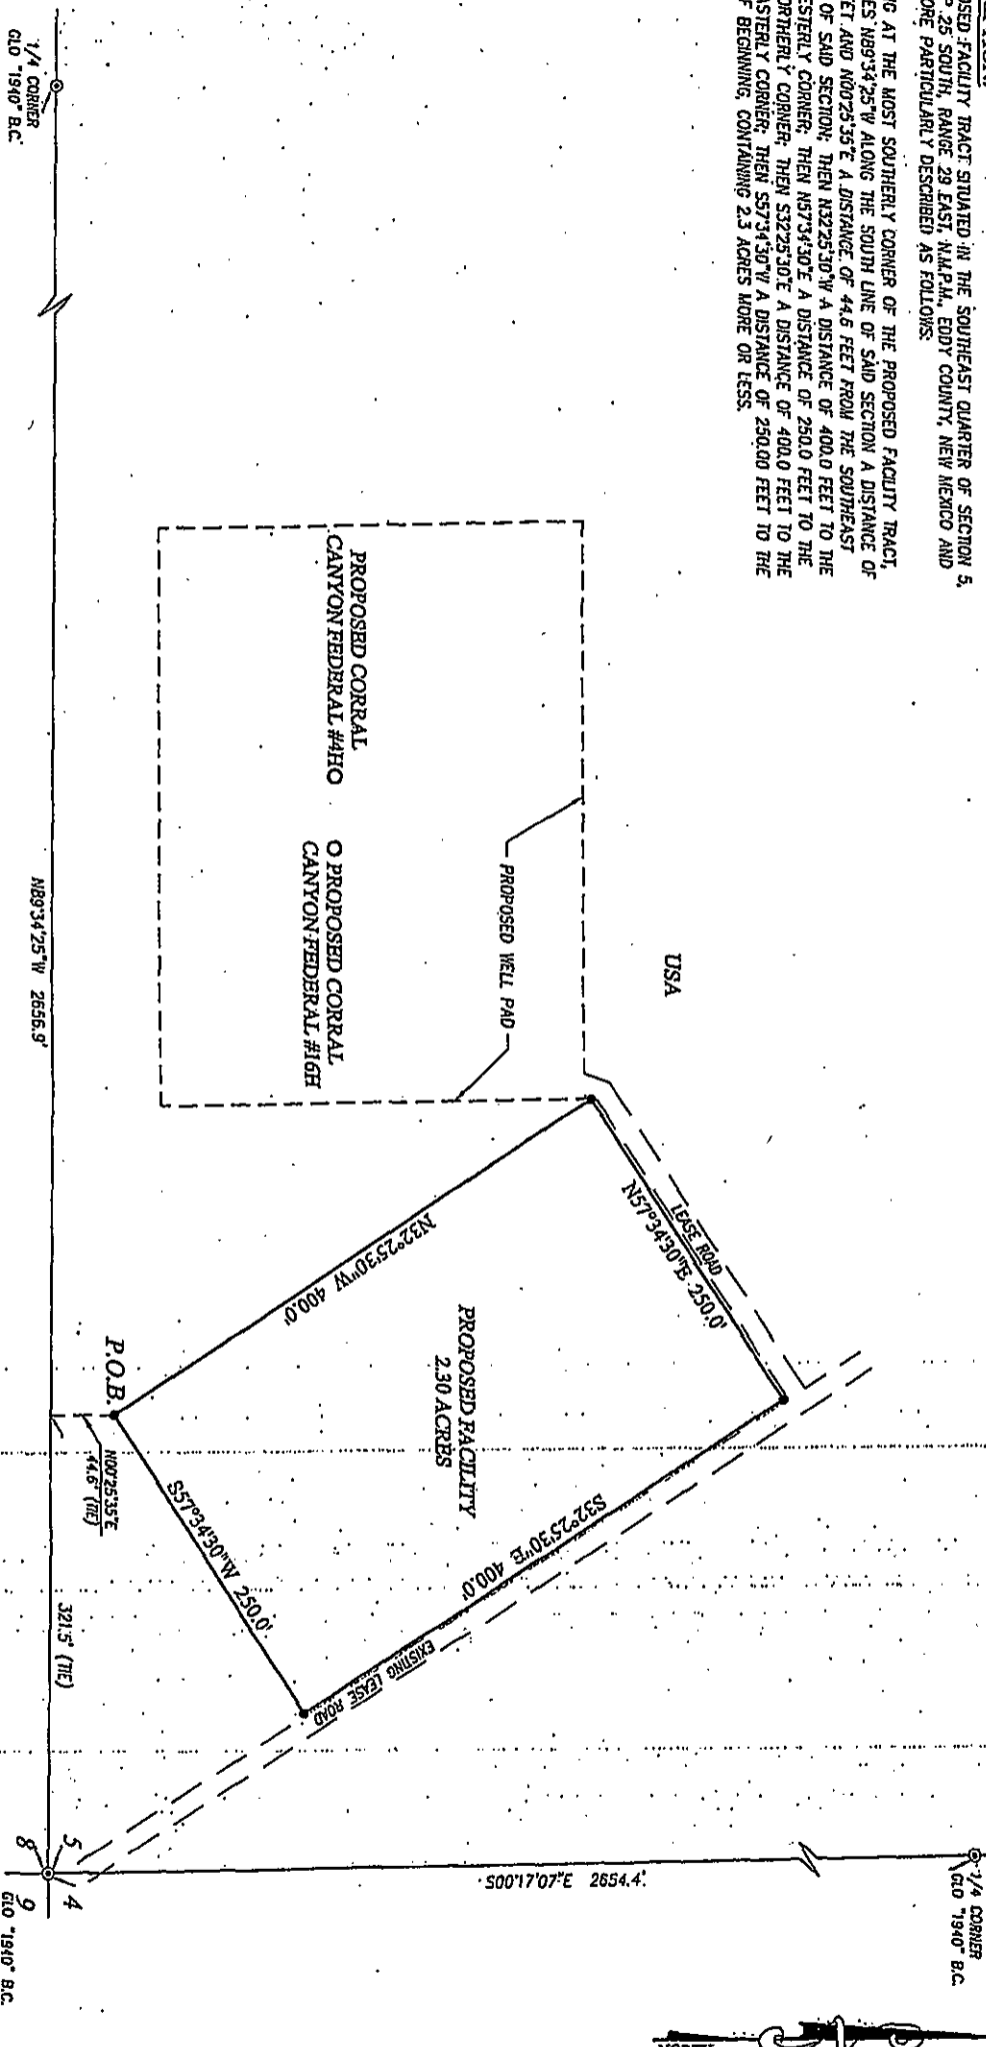 SED FACILITY TRACT SITUATED IN THE SOUTHEAST QUARTER OF SECTION 5,
P 25 SOUTH, RANGE 29 EAST, N.M.P.M., EDDY COUNTY, NEW MEXICO AND
ORE PARTICULARLY DESCRIBED AS FOLLOWS:
G AT THE MOST SOUTHERLY CORNER OF THE PROPOSED FACILITY TRACT,
ES N89°34'25"W ALONG THE SOUTH LINE OF SAID SECTION A DISTANCE OF
ET AND N00°25'35"E A DISTANCE OF 44.6 FEET FROM THE SOUTHEAST
OF SAID SECTION; THEN N32°25'30"W A DISTANCE OF 400.0 FEET TO THE
ESTERLY CORNER; THEN N57°34'30"E A DISTANCE OF 250.0 FEET TO THE
ORTHERLY CORNER; THEN S32°25'30"E A DISTANCE OF 400.0 FEET TO THE
ASTERLY CORNER; THEN S57°34'30"W A DISTANCE OF 250.00 FEET TO THE
F BEGINNING, CONTAINING 2.3 ACRES MORE OR LESS.
1/4 CORNER
GLO "1940" B.C.
USA
LEASE ROAD
N57°34'30"E 250.0'
PROPOSED WELL PAD
PROPOSED CORRAL
CANYON FEDERAL #4H O
O PROPOSED CORRAL
CANYON FEDERAL #16H
N32°25'30"W 400.0'
PROPOSED FACILITY
2.30 ACRES
S32°25'30"E 400.0'
EXISTING LEASE ROAD
S57°34'30"W 250.0'
P.O.B.
N00°25'35"E
44.6' (TIE)
321.5' (TIE)
N89°34'25"W 2656.9'
S00°17'07"E 2654.4'
1/4 CORNER
GLO "1940" B.C.
5 4
8 9
GLO "1940" B.C.
NORTH